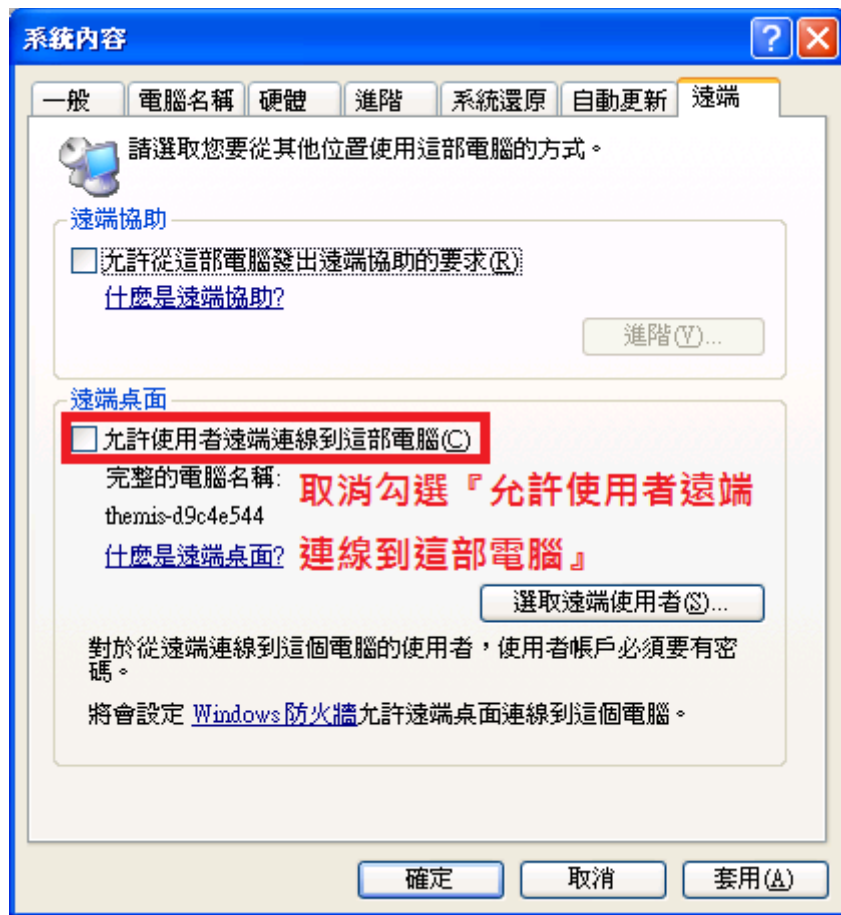 系統內容
一般 電腦名稱 硬體 進階 系統還原 自動更新 遠端
請選取您要從其他位置使用這部電腦的方式。
遠端協助
允許從這部電腦發出遠端協助的要求(R)
什麼是遠端協助?
進階(V)...
遠端桌面
允許使用者遠端連線到這部電腦(C)
完整的電腦名稱:
themis-d9c4e544
什麼是遠端桌面?
取消勾選『允許使用者遠端
連線到這部電腦』
選取遠端使用者(S)...
對於從遠端連線到這個電腦的使用者，使用者帳戶必須要有密
碼。
將會設定 Windows 防火牆允許遠端桌面連線到這個電腦。
確定 取消 套用(A)